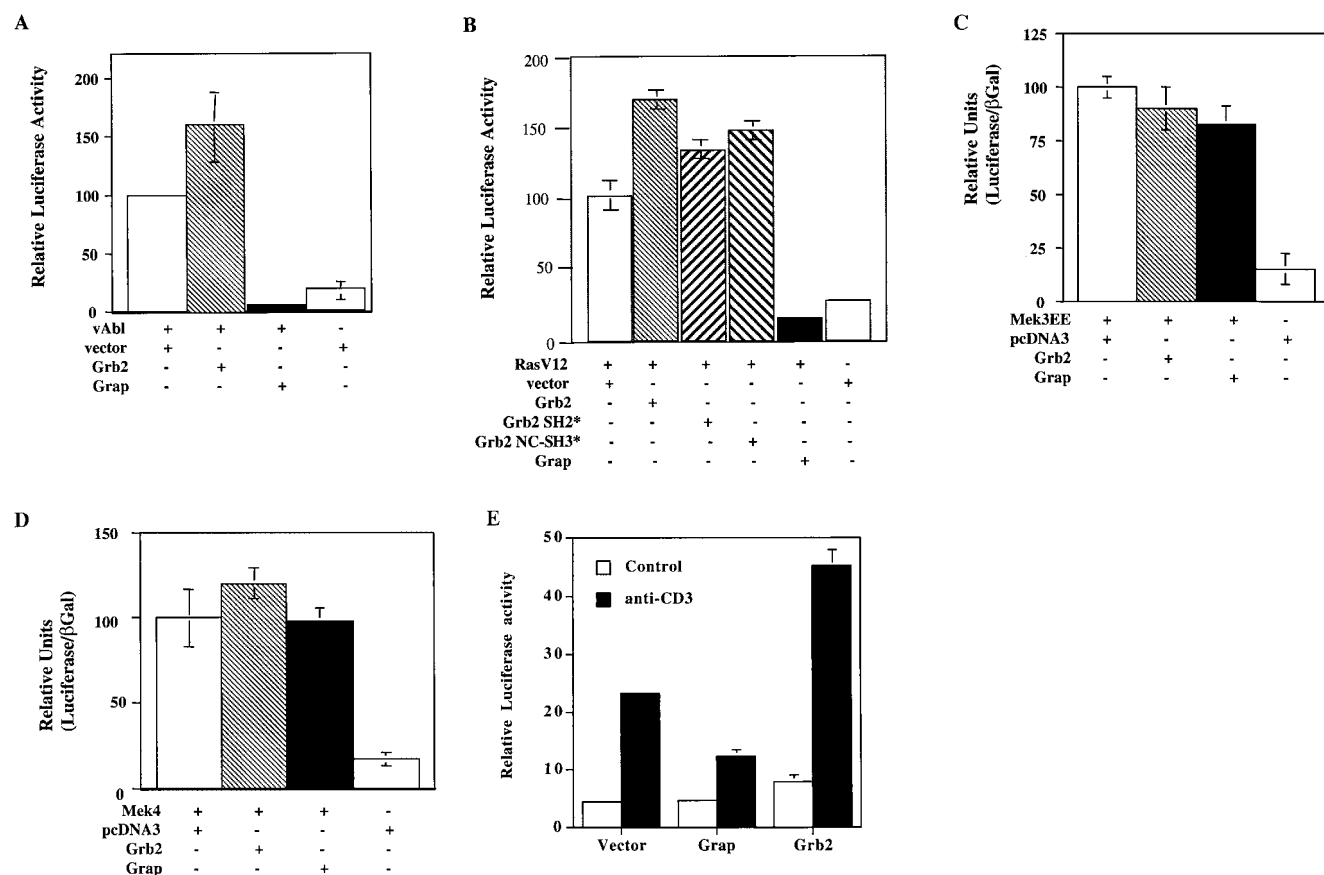 A
Relative Luciferase Activity
200
150
100
50
0
vAbl + + + -
vector + - - +
Grb2 - + - -
Grap - - + -
B
Relative Luciferase Activity
200
150
100
50
0
RasV12 + + + + + -
vector + - - - - +
Grb2 - + - - - -
Grb2 SH2* - - + - - -
Grb2 NC-SH3* - - - + - -
Grap - - - - + -
C
Relative Units
(Luciferase/βGal)
125
100
75
50
25
0
Mek3EE + + + -
pcDNA3 + - - +
Grb2 - + - -
Grap - - + -
D
Relative Units
(Luciferase/βGal)
150
100
50
0
Mek4 + + + -
pcDNA3 + - - +
Grb2 - + - -
Grap - - + -
E
Relative Luciferase activity
50
40
30
20
10
0
Control
anti-CD3
Vector Grap Grb2